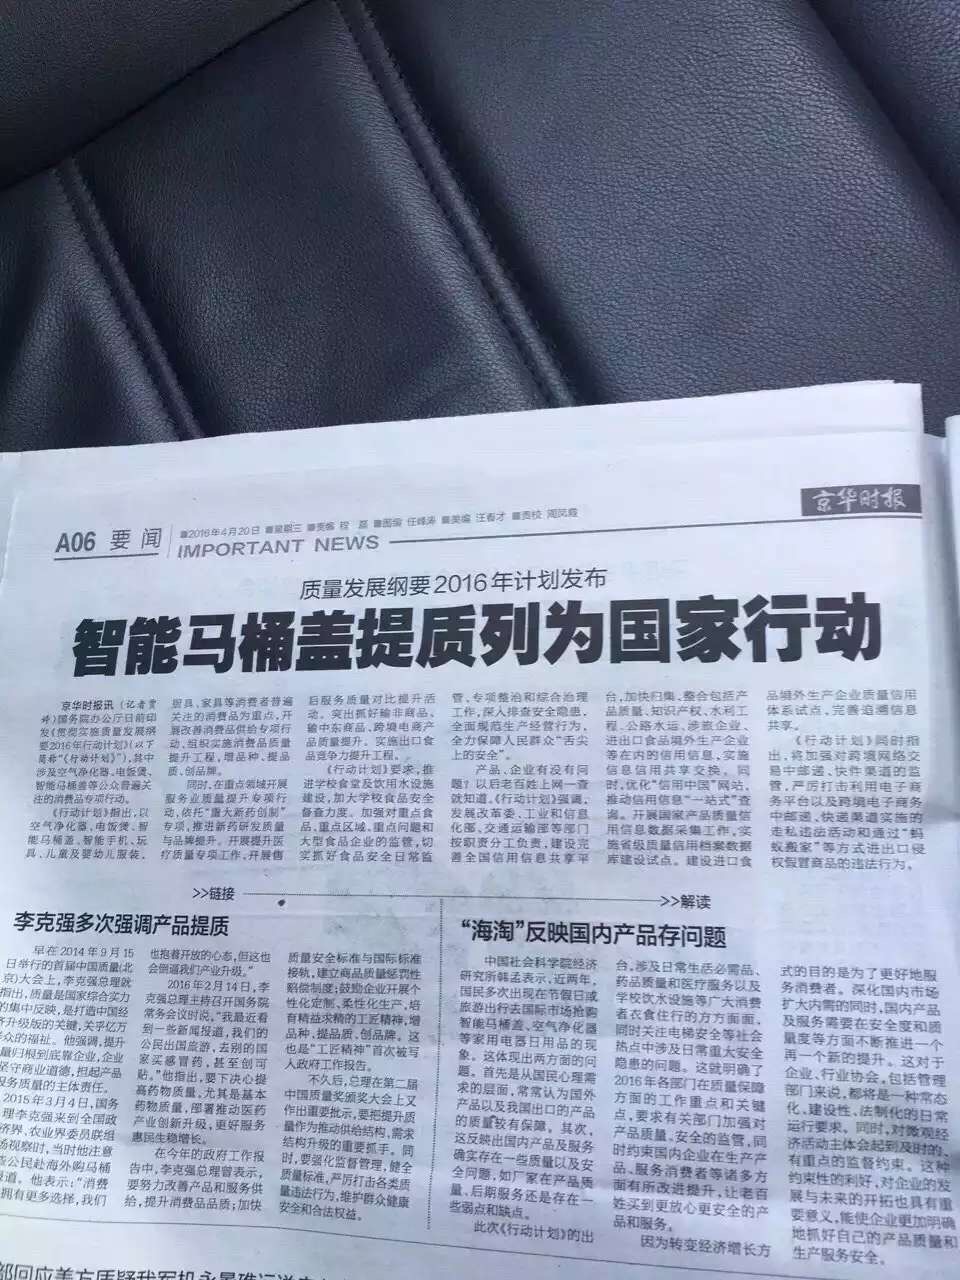 京华时报
A06 要闻
■2016年4月20日 ■星期三 ■责编 程 磊 ■图编 任峰涛 ■美编 汪春才 ■责校 周凤霞
IMPORTANT NEWS
质量发展纲要2016年计划发布
智能马桶盖提质列为国家行动
京华时报讯(记者贾
婷)国务院办公厅日前印
发《贯彻实施质量发展纲
要2016年行动计划》(以下
简称“《行动计划》”),其中
涉及空气净化器、电饭煲、
智能马桶盖等公众普遍关
注的消费品专项行动。
《行动计划》指出,以
空气净化器、电饭煲、智
能马桶盖、智能手机、玩
具、儿童及婴幼儿服装、
厨具、家具等消费者普遍
关注的消费品为重点,开
展改善消费品供给专项行
动,组织实施消费品质量
提升工程,增品种、提品
质、创品牌。
同时,在重点领域开展
服务业质量提升专项行
动,依托“重大新药创制”
专项,推进新药研发质量
与品牌提升。开展提升医
疗质量专项工作,开展售
后服务质量对比提升活
动。突出抓好输非商品、
输中东商品、跨境电商产
品质量提升。实施出口食
品竞争力提升工程。
《行动计划》要求,推
进学校食堂及饮用水设施
建设,加大学校食品安全
督查力度。加强对重点食
品、重点区域、重点问题和
大型食品企业的监管,切
实抓好食品安全日常监
管、专项整治和综合治理
工作,深入排查安全隐患,
全面规范生产经营行为,
全力保障人民群众“舌尖
上的安全”。
产品、企业有没有问
题?以后老百姓上网一查
就知道。《行动计划》强调,
发展改革委、工业和信息
化部、交通运输部等部门
按职责分工负责,建设完
善全国信用信息共享平
台,加快归集、整合包括产
品质量、知识产权、水利工
程、公路水运、涉旅企业、
进出口食品境外生产企业
等在内的信用信息,实施
信息信用共享交换。同
时,优化“信用中国”网站,
推动信用信息“一站式”查
询。开展国家产品质量信
用信息数据采集工作,实
施省级质量信用档案数据
库建设试点。建设进口食
品境外生产企业质量信用
体系试点,完善追溯信息
共享。
《行动计划》同时指
出,将加强对跨境网络交
易中邮递、快件渠道的监
管,严厉打击利用电子商
务平台以及跨境电子商务
中邮递、快递渠道实施的
走私违法活动和通过“蚂
蚁搬家”等方式进出口侵
权假冒商品的违法行为。
>>链接
李克强多次强调产品提质
早在2014年9月15
日举行的首届中国质量(北
京)大会上,李克强总理就
指出,质量是国家综合实力
的集中反映,是打造中国经
济升级版的关键,关乎亿万
众的福祉。他强调,提升
量归根到底靠企业,企业
坚守商业道德,担起产品
服务质量的主体责任。
2015年3月4日,国务
理李克强来到全国政
济界、农业界委员联组
视察时,当时他注意
公民赴海外购马桶
道。他表示:“消费
拥有更多选择,我们
也抱着开放的心态,但这也
会倒逼我们产业升级。”
2016年2月14日,李
克强总理主持召开国务院
常务会议时说,“我最近看
到一些新闻报道,我们的
公民出国旅游,去别的国
家买感冒药,甚至创可
贴。”他指出,要下决心提
高药物质量,尤其是基本
药物质量,部署推动医药
产业创新升级,更好服务
惠民生稳增长。
在今年的政府工作报
告中,李克强总理曾表示,
要努力改善产品和服务供
给,提升消费品品质;加快
质量安全标准与国际标准
接轨,建立商品质量惩罚性
赔偿制度;鼓励企业开展个
性化定制、柔性化生产,培
育精益求精的工匠精神,增
品种、提品质、创品牌。这
也是“工匠精神”首次被写
入政府工作报告。
不久后,总理在第二届
中国质量奖颁奖大会上又
作出重要批示,要把提升质
量作为推动供给结构、需求
结构升级的重要抓手。同
时,要强化监督管理,健全
质量标准,严厉打击各类质
量违法行为,维护群众健康
安全和合法权益。
>>解读
“海淘”反映国内产品存问题
中国社会科学院经济
研究所韩孟表示,近两年,
国民多次出现在节假日或
旅游出行去国际市场抢购
智能马桶盖、空气净化器
等家用电器日用品的现
象。这体现出两方面的问
题。首先是从国民心理需
求的层面,常常认为国外
产品以及我国出口的产品
的质量较有保障。其次,
这反映出国内产品及服务
确实存在一些质量以及安
全问题,如厂家在产品质
量、后期服务还是存在一
些弱点和缺点。
此次《行动计划》的出
台,涉及日常生活必需品、
药品质量和医疗服务以及
学校饮水设施等广大消费
者衣食住行的方方面面,
同时关注电梯安全等社会
热点中涉及日常重大安全
隐患的问题。这就明确了
2016年各部门在质量保障
方面的工作重点和关键
点,要求有关部门加强对
产品质量、安全的监管,同
时约束国内企业在生产产
品、服务消费者等诸多方
面有所改进提升,让老百
姓买到更放心更安全的产
品和服务。
因为转变经济增长方
式的目的是为了更好地服
务消费者。深化国内市场
扩大内需的同时,国内产品
及服务需要在安全度和质
量度等方面不断推进一个
再一个新的提升。这对于
企业、行业协会,包括管理
部门来说,都将是一种常态
化、建设性、法制化的日常
运行要求。同时,对微观经
济活动主体会起到及时的、
有重点的监督约束。这种
约束性的利好,对企业的发
展与未来的开拓也具有重
要意义,能使企业更加明确
地抓好自己的产品质量和
生产服务安全。